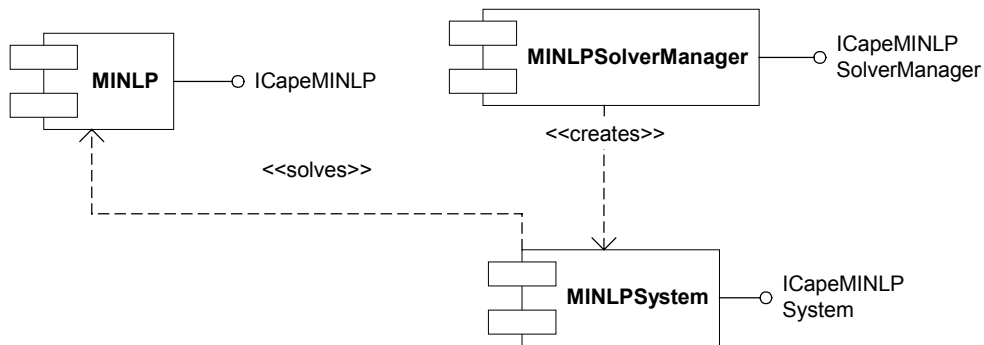 MINLP
ICapeMINLP
MINLPSolverManager
ICapeMINLP
SolverManager
<<creates>>
<<solves>>
MINLPSystem
ICapeMINLP
System